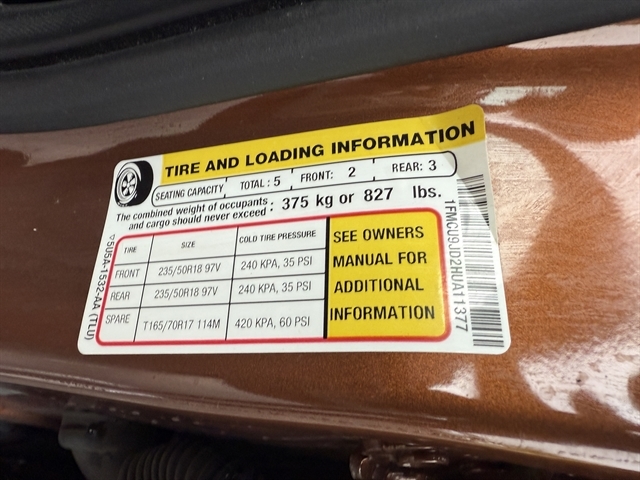 TIRE AND LOADING INFORMATION
SEATING CAPACITY TOTAL: 5 FRONT: 2 REAR: 3
The combined weight of occupants and cargo should never exceed : 375 kg or 827 lbs.
TIRE SIZE COLD TIRE PRESSURE
FRONT 235/50R18 97V 240 KPA, 35 PSI
REAR 235/50R18 97V 240 KPA, 35 PSI
SPARE T165/70R17 114M 420 KPA, 60 PSI
SEE OWNERS
MANUAL FOR
ADDITIONAL
INFORMATION
5U5A-1532-AA (TLU)
1FMCU9JD2HUA11377